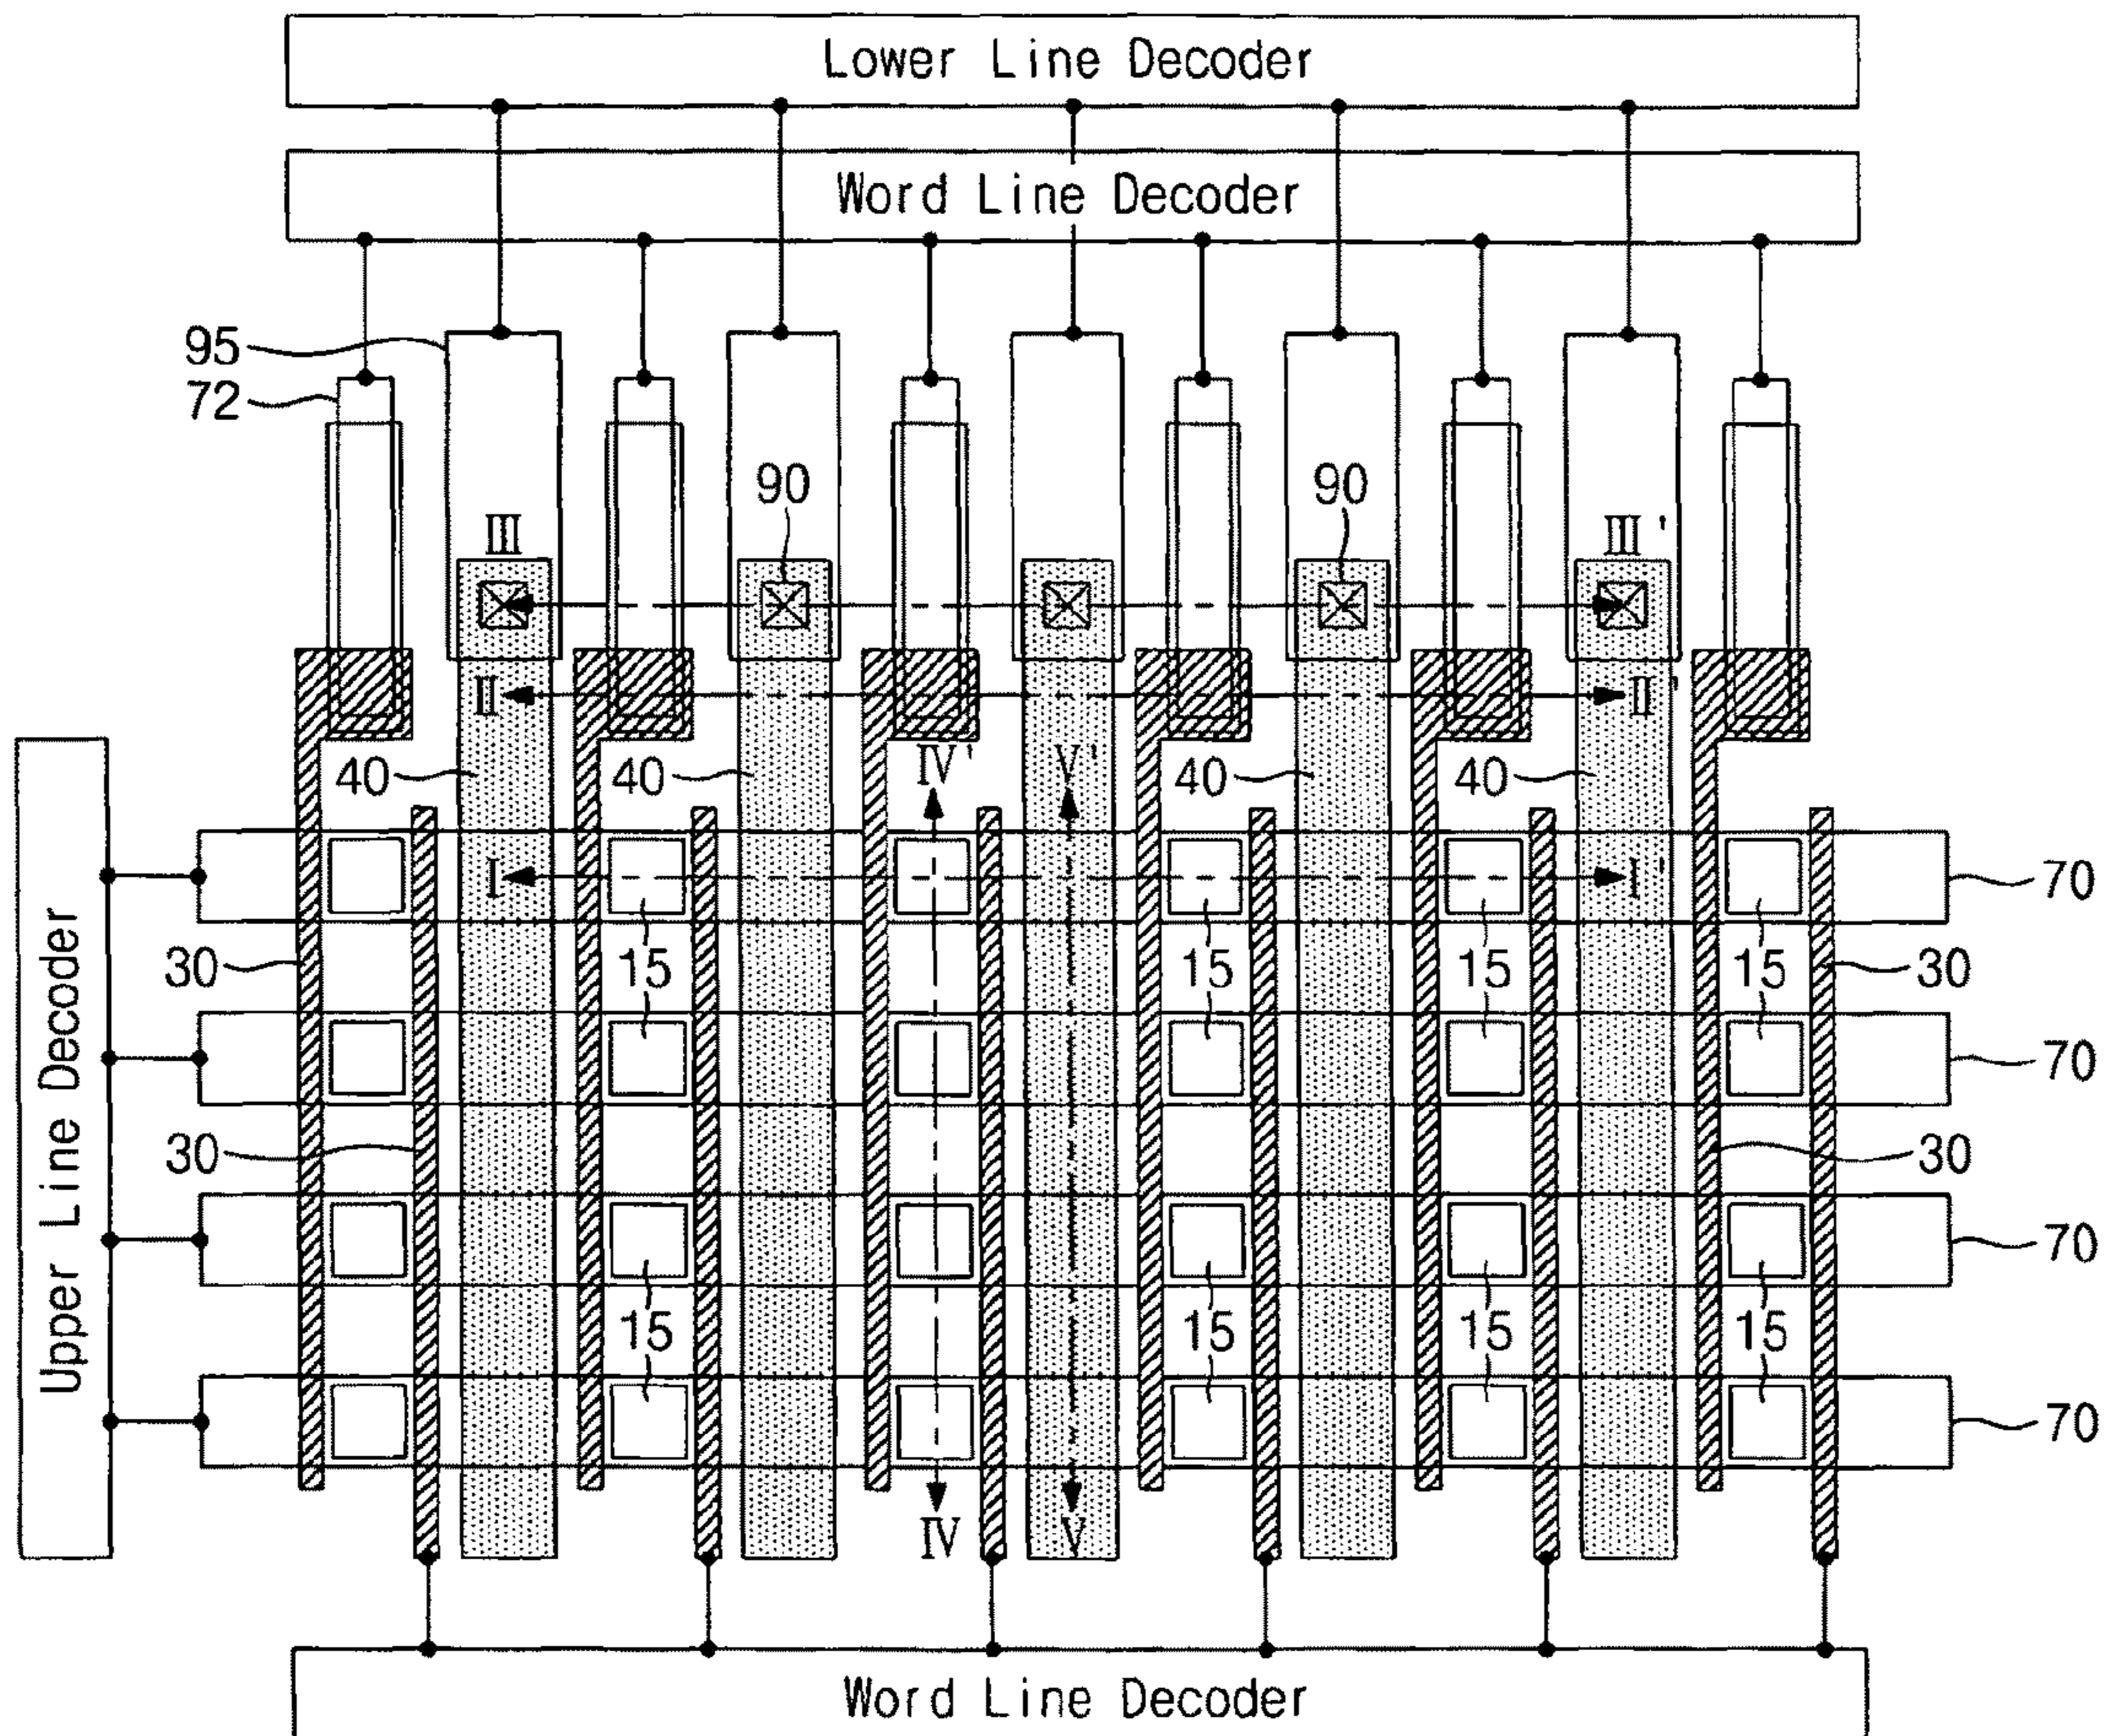 Lower Line Decoder
Word Line Decoder
95
72
90 90
III III'
II II'
40 40 IV' V' 40 40
I I'
70
30 15 15 15 15 30
70
30 30
70
15 15 15 15
70
IV V
Upper Line Decoder
Word Line Decoder